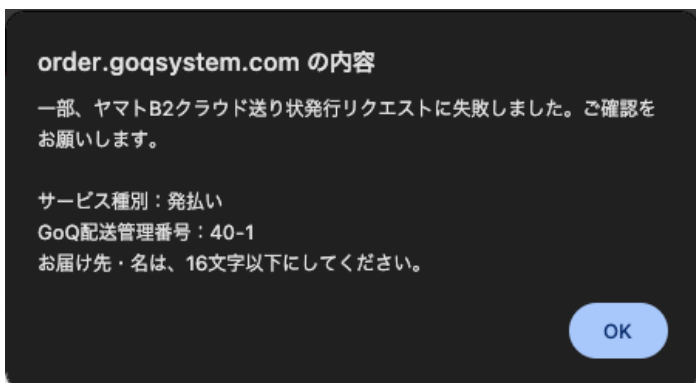 order.goqsystem.com の内容
一部、ヤマトB2クラウド送り状発行リクエストに失敗しました。ご確認を
お願いします。
サービス種別：発払い
GoQ配送管理番号：40-1
お届け先・名は、16文字以下にしてください。
OK